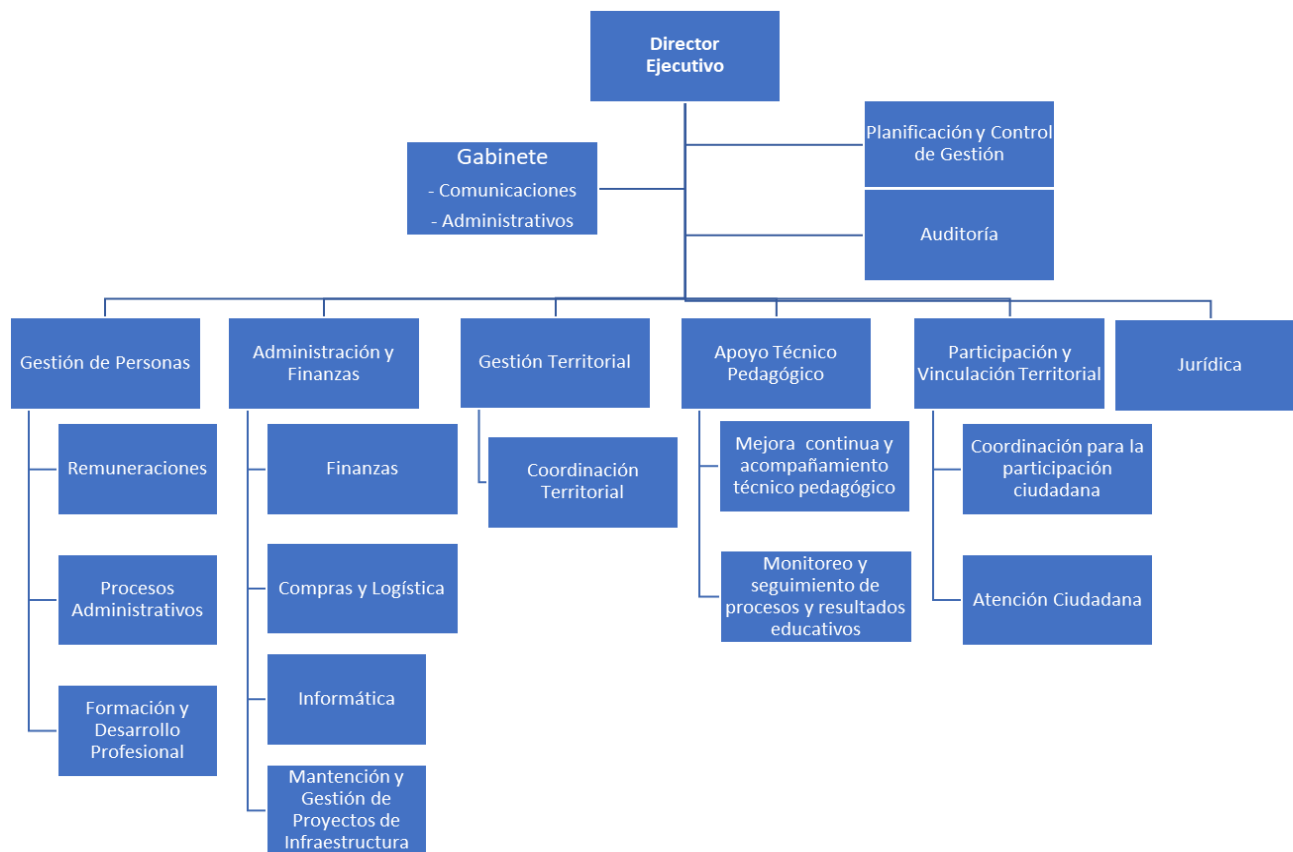 Director
Ejecutivo
Planificación y Control
de Gestión
Gabinete
- Comunicaciones
- Administrativos
Auditoría
Gestión de Personas
Administración y
Finanzas
Gestión Territorial
Apoyo Técnico
Pedagógico
Participación y
Vinculación Territorial
Jurídica
Remuneraciones
Procesos
Administrativos
Formación y
Desarrollo
Profesional
Finanzas
Compras y Logística
Informática
Mantención y
Gestión de
Proyectos de
Infraestructura
Coordinación
Territorial
Mejora continua y
acompañamiento
técnico pedagógico
Monitoreo y
seguimiento de
procesos y resultados
educativos
Coordinación para la
participación
ciudadana
Atención Ciudadana